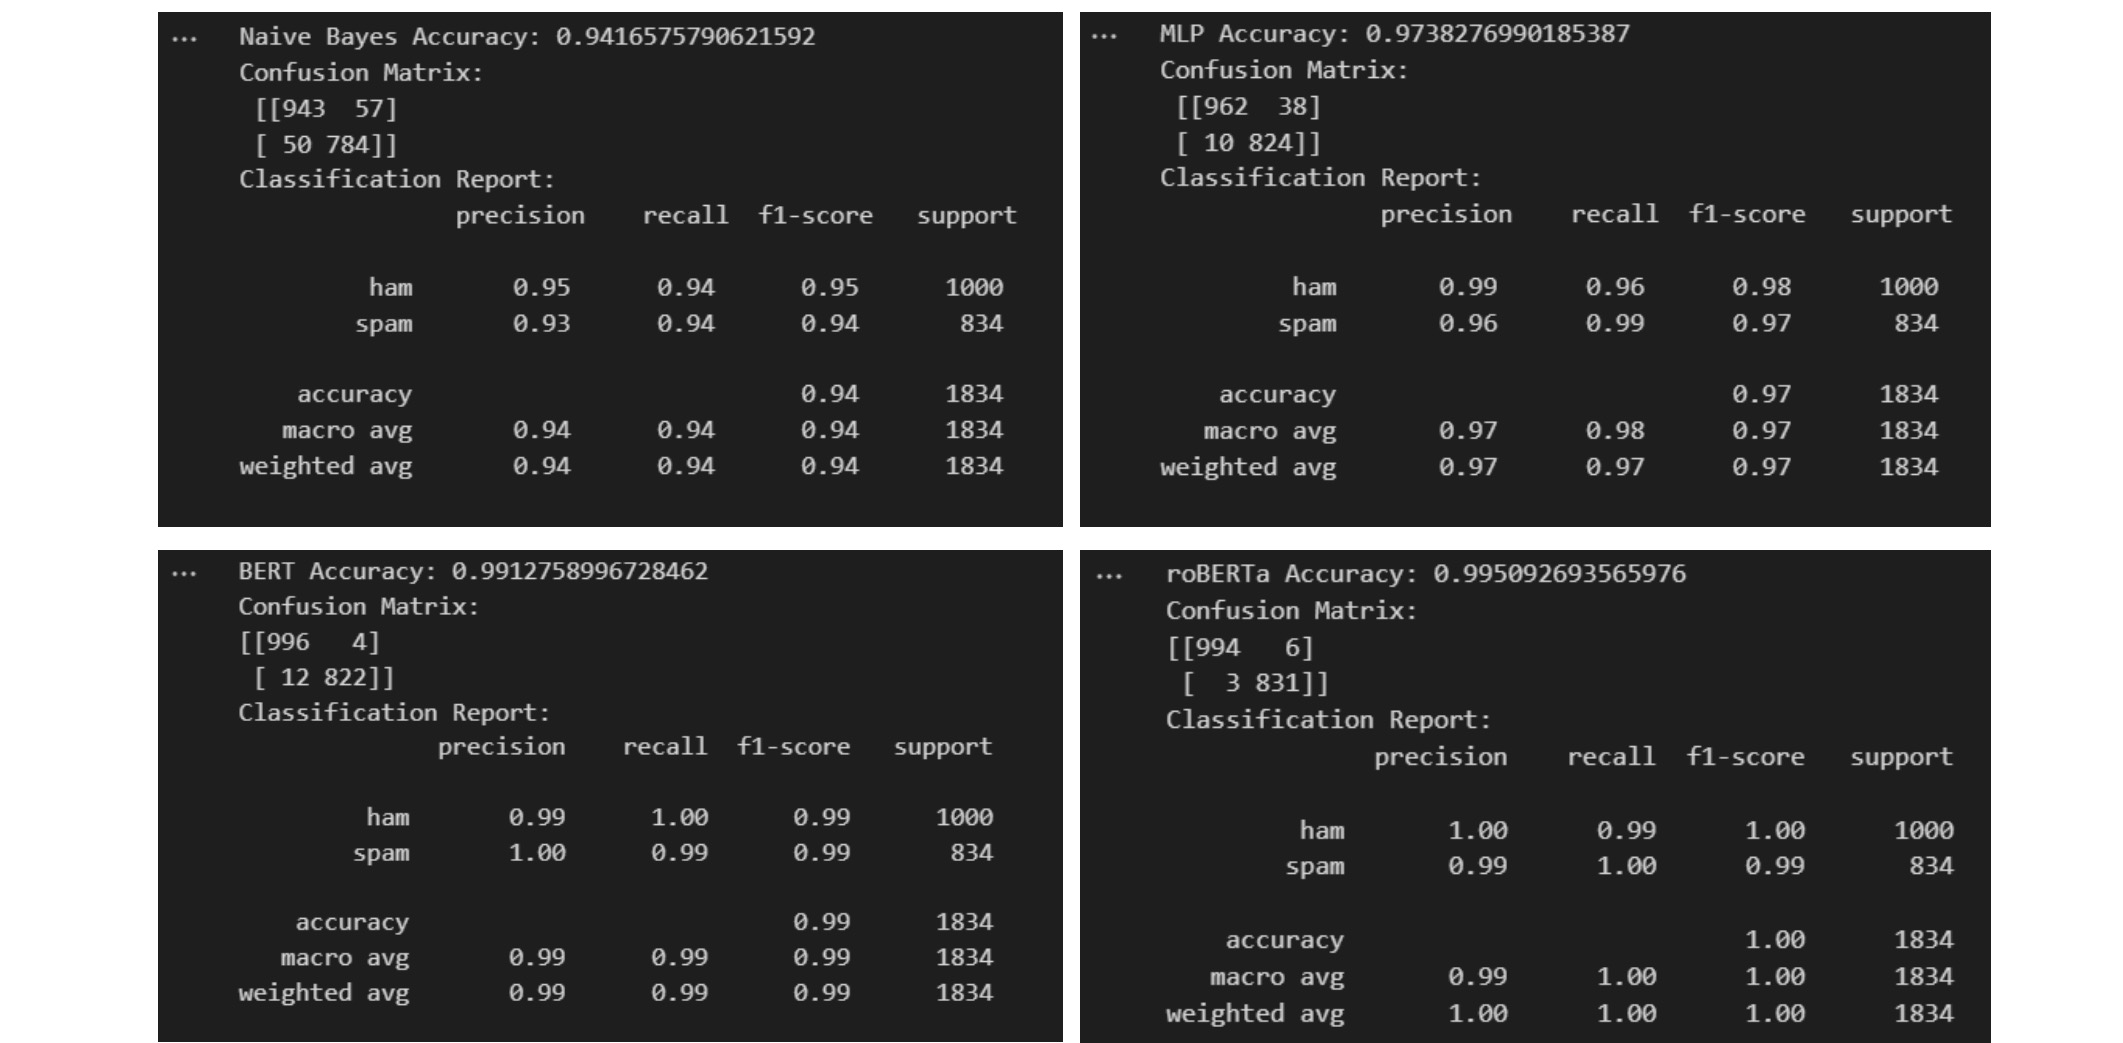 ... Naive Bayes Accuracy: 0.9416575790621592
Confusion Matrix:
[[943 57]
[ 50 784]]
Classification Report:
precision recall f1-score support
ham 0.95 0.94 0.95 1000
spam 0.93 0.94 0.94 834
accuracy 0.94 1834
macro avg 0.94 0.94 0.94 1834
weighted avg 0.94 0.94 0.94 1834
... MLP Accuracy: 0.9738276990185387
Confusion Matrix:
[[962 38]
[ 10 824]]
Classification Report:
precision recall f1-score support
ham 0.99 0.96 0.98 1000
spam 0.96 0.99 0.97 834
accuracy 0.97 1834
macro avg 0.97 0.98 0.97 1834
weighted avg 0.97 0.97 0.97 1834
... BERT Accuracy: 0.9912758996728462
Confusion Matrix:
[[996 4]
[ 12 822]]
Classification Report:
precision recall f1-score support
ham 0.99 1.00 0.99 1000
spam 1.00 0.99 0.99 834
accuracy 0.99 1834
macro avg 0.99 0.99 0.99 1834
weighted avg 0.99 0.99 0.99 1834
... roBERTa Accuracy: 0.995092693565976
Confusion Matrix:
[[994 6]
[ 3 831]]
Classification Report:
precision recall f1-score support
ham 1.00 0.99 1.00 1000
spam 0.99 1.00 0.99 834
accuracy 1.00 1834
macro avg 0.99 1.00 1.00 1834
weighted avg 1.00 1.00 1.00 1834